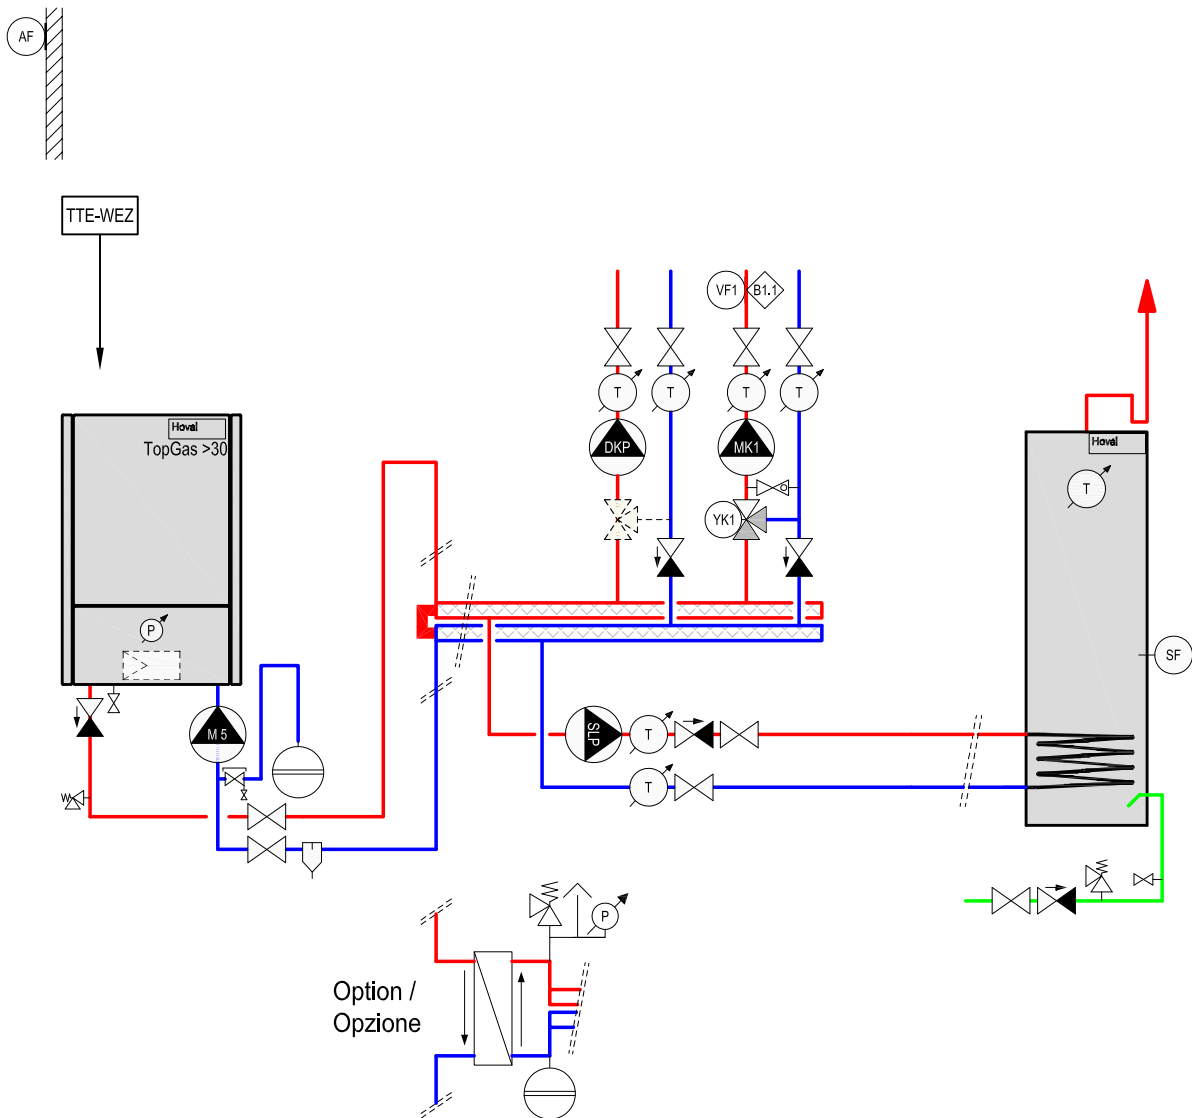 AF
TTE-WEZ
VF1
B1.1
T
T
T
T
DKP
MK1
YK1
Hoval
TopGas >30
P
M 5
Hoval
T
SF
SLP
T
T
P
Option /
Opzione